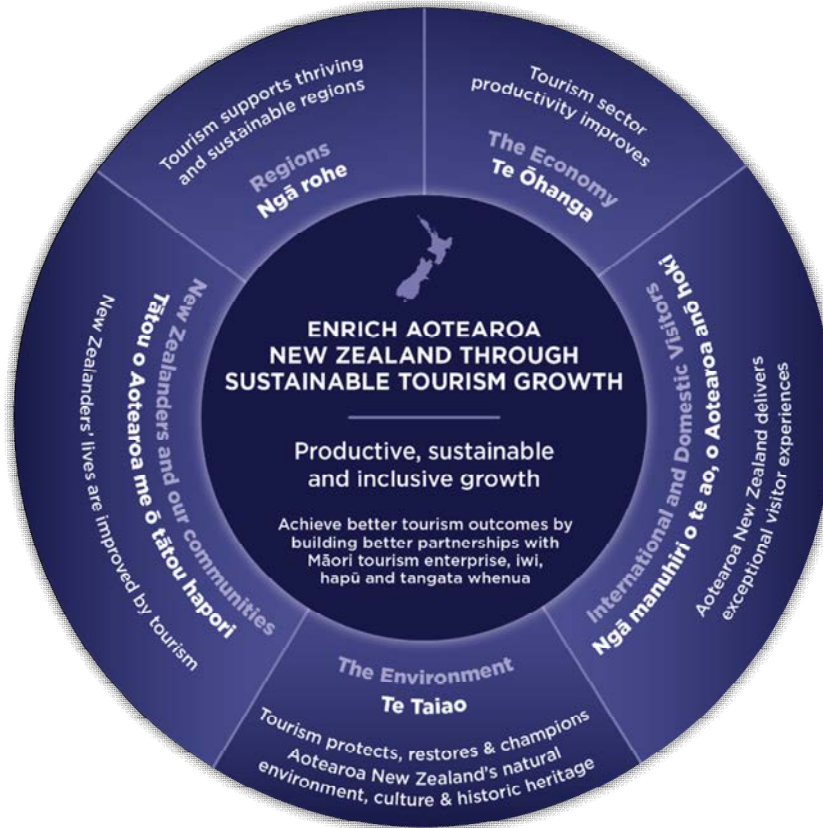 Tourism supports thriving
and sustainable regions
Regions
Ngā rohe
Tourism sector
productivity improves
The Economy
Te Ōhanga
International and Domestic Visitors
Ngā manuhiri o te ao, o Aotearoa anō hoki
Aotearoa New Zealand delivers
exceptional visitor experiences
The Environment
Te Taiao
Tourism protects, restores & champions
Aotearoa New Zealand's natural
environment, culture & historic heritage
New Zealanders and our communities
Tātou o Aotearoa me ō tātou hapori
New Zealanders' lives are improved by tourism
ENRICH AOTEAROA
NEW ZEALAND THROUGH
SUSTAINABLE TOURISM GROWTH
Productive, sustainable
and inclusive growth
Achieve better tourism outcomes by
building better partnerships with
Māori tourism enterprise, iwi,
hapū and tangata whenua